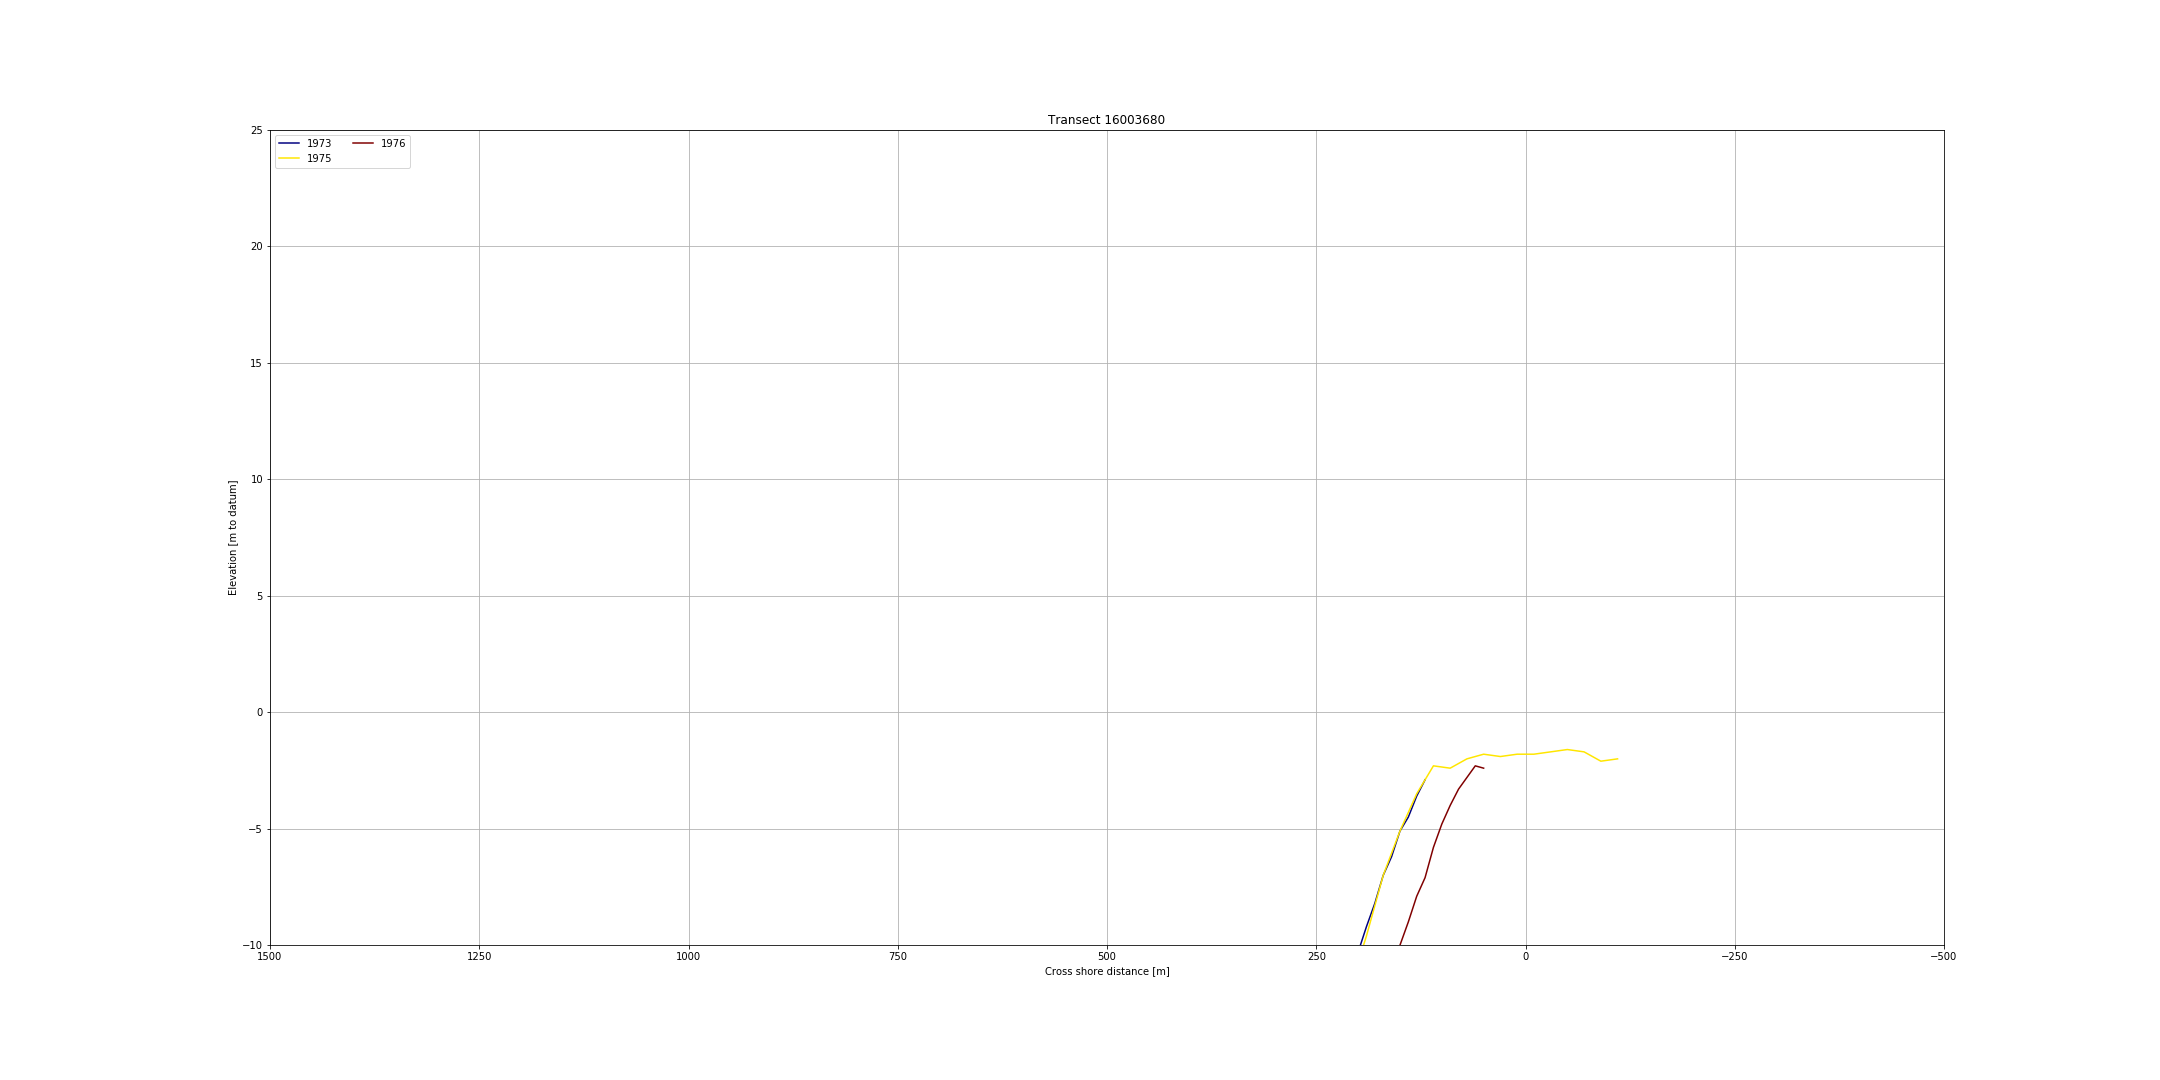 Transect 16003680
25
1973 1976
1975
20
15
10
5
0
−5
−10
Elevation [m to datum]
1500 1250 1000 750 500 250 0 −250 −500
Cross shore distance [m]